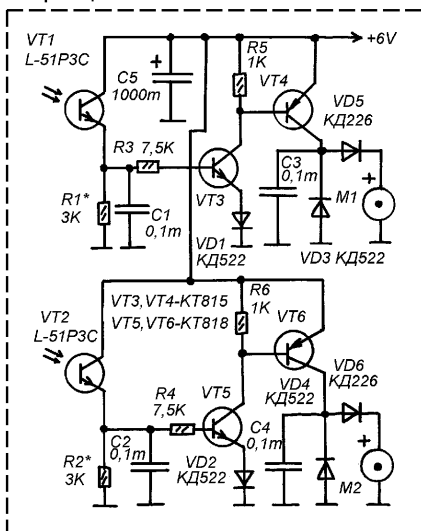 VT1
L-51P3C
C5
1000m
+
R5
1K
VT4
+6V
VD5
КД226
R3 7,5K
C3
0,1m
VT3
+
M1
R1*
3K
C1
0,1m
VD1
КД522
VD3 КД522
VT2
L-51P3C
VT3,VT4-KT815
VT5,VT6-KT818
R6
1K
VT6
VD6
КД226
VD4
КД522
R4
7,5K
VT5
C4
0,1m
+
C2
0,1m
R2*
3K
VD2
КД522
M2